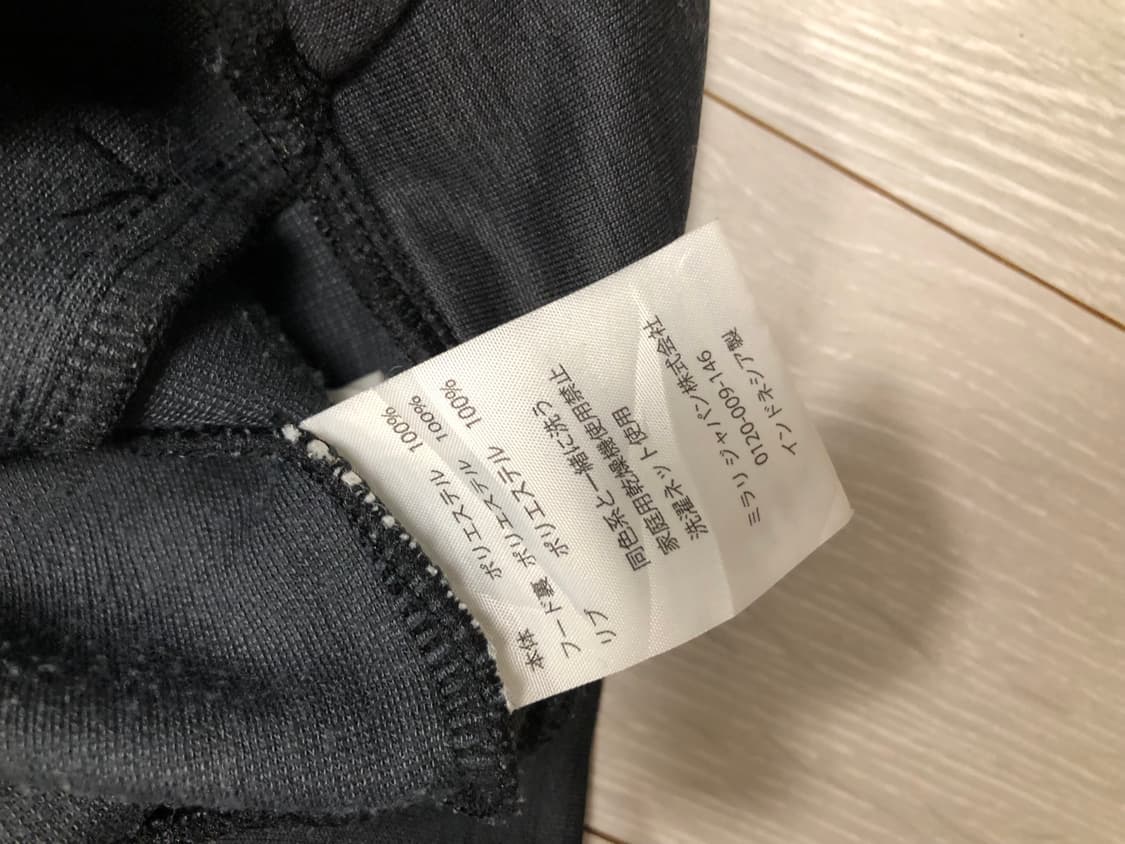 本体 ポリエステル 100%
フード裏 ポリエステル 100%
リブ ポリエステル 100%
同色系と一緒に洗う
家庭用乾燥機使用禁止
洗濯ネット使用
ミラリ ジャパン株式会社
0120-009-146
インドネシア製